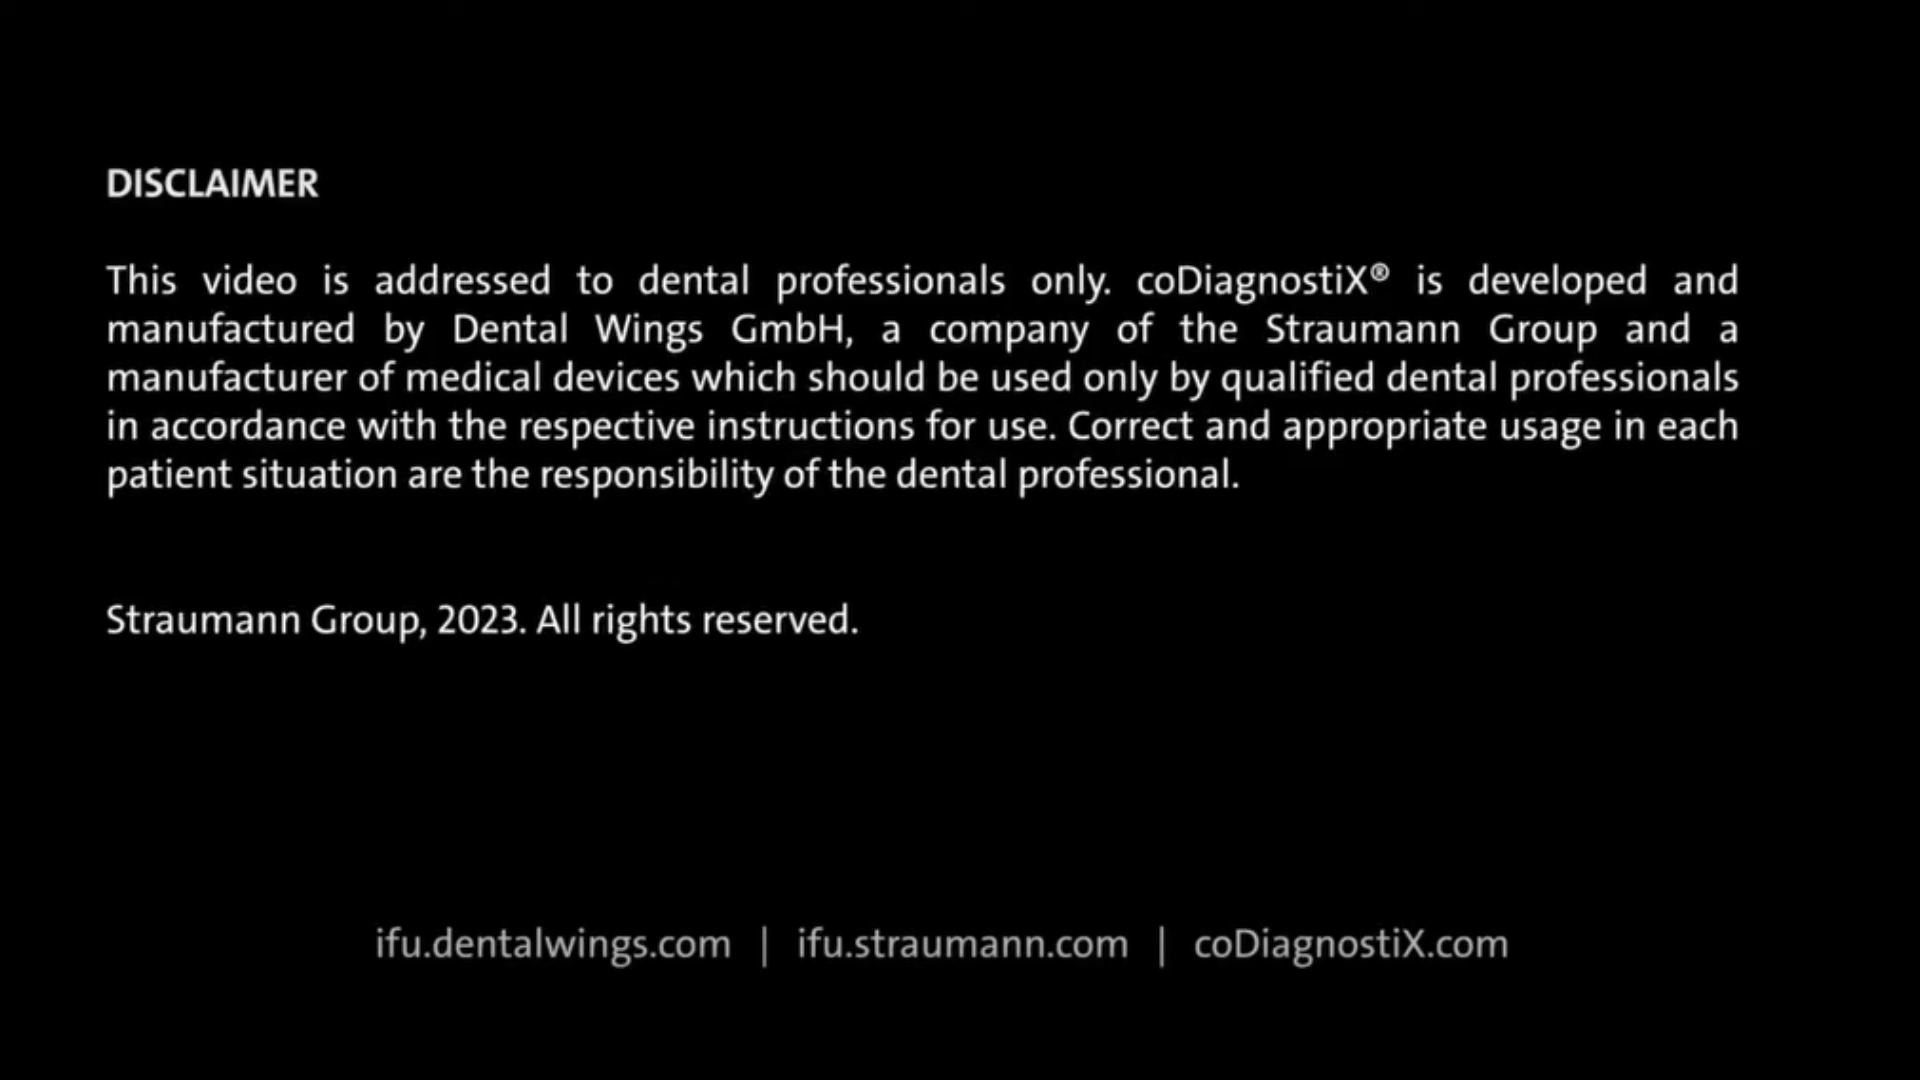 DISCLAIMER
This video is addressed to dental professionals only. coDiagnostiX® is developed and
manufactured by Dental Wings GmbH, a company of the Straumann Group and a
manufacturer of medical devices which should be used only by qualified dental professionals
in accordance with the respective instructions for use. Correct and appropriate usage in each
patient situation are the responsibility of the dental professional.
Straumann Group, 2023. All rights reserved.
ifu.dentalwings.com | ifu.straumann.com | coDiagnostiX.com